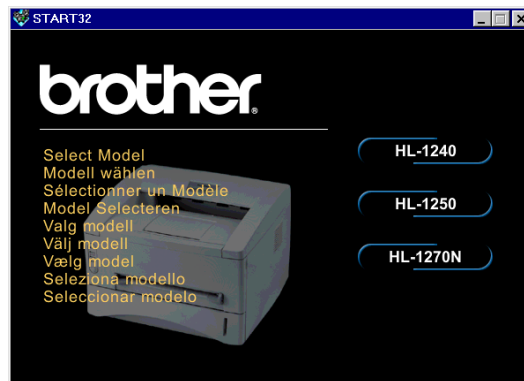 START32
brother®
Select Model
Modell wählen
Sélectionner un Modèle
Model Selecteren
Valg modell
Välj modell
Vælg model
Seleziona modello
Seleccionar modelo
HL-1240
HL-1250
HL-1270N